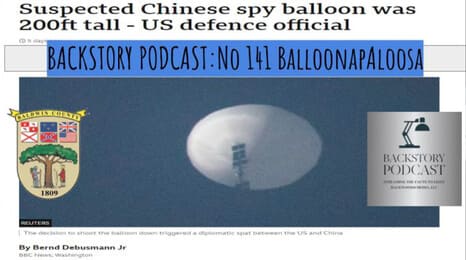 Suspected Chinese spy balloon was
200ft tall - US defence official
BACKSTORY PODCAST:No 141 BalloonapAloosa
BALDWIN COUNTY
1809
BACKSTORY
PODCAST
REUTERS
The decision to shoot the balloon down triggered a diplomatic spat between the US and China
By Bernd Debusmann Jr
BBC News, Washington